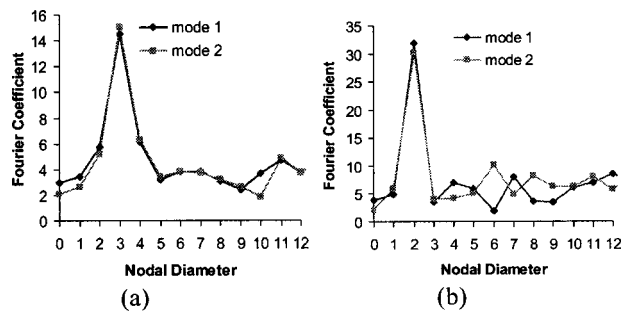 16
14
12
10
8
6
4
2
0
Fourier Coefficient
mode 1
mode 2
0 1 2 3 4 5 6 7 8 9 10 11 12
Nodal Diameter
(a)
35
30
25
20
15
10
5
0
Fourier Coefficient
mode 1
mode 2
0 1 2 3 4 5 6 7 8 9 10 11 12
Nodal Diameter
(b)